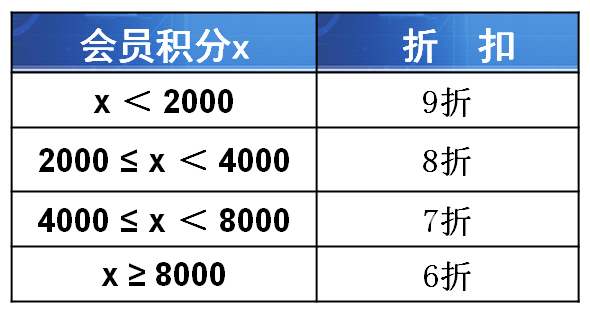 会员积分x 折 扣
x ＜ 2000 9折
2000 ≤ x ＜ 4000 8折
4000 ≤ x ＜ 8000 7折
x ≥ 8000 6折